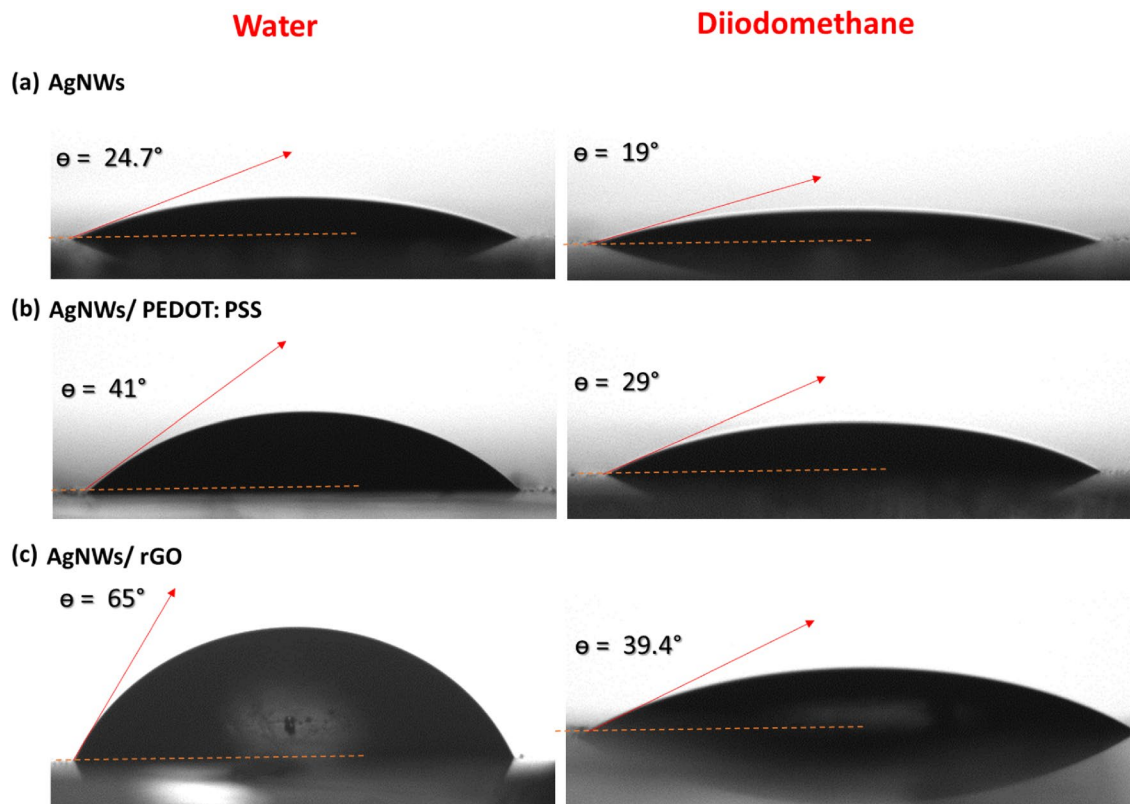 Water
Diiodomethane
(a) AgNWs
ɵ = 24.7°
ɵ = 19°
(b) AgNWs/ PEDOT: PSS
ɵ = 41°
ɵ = 29°
(c) AgNWs/ rGO
ɵ = 65°
ɵ = 39.4°